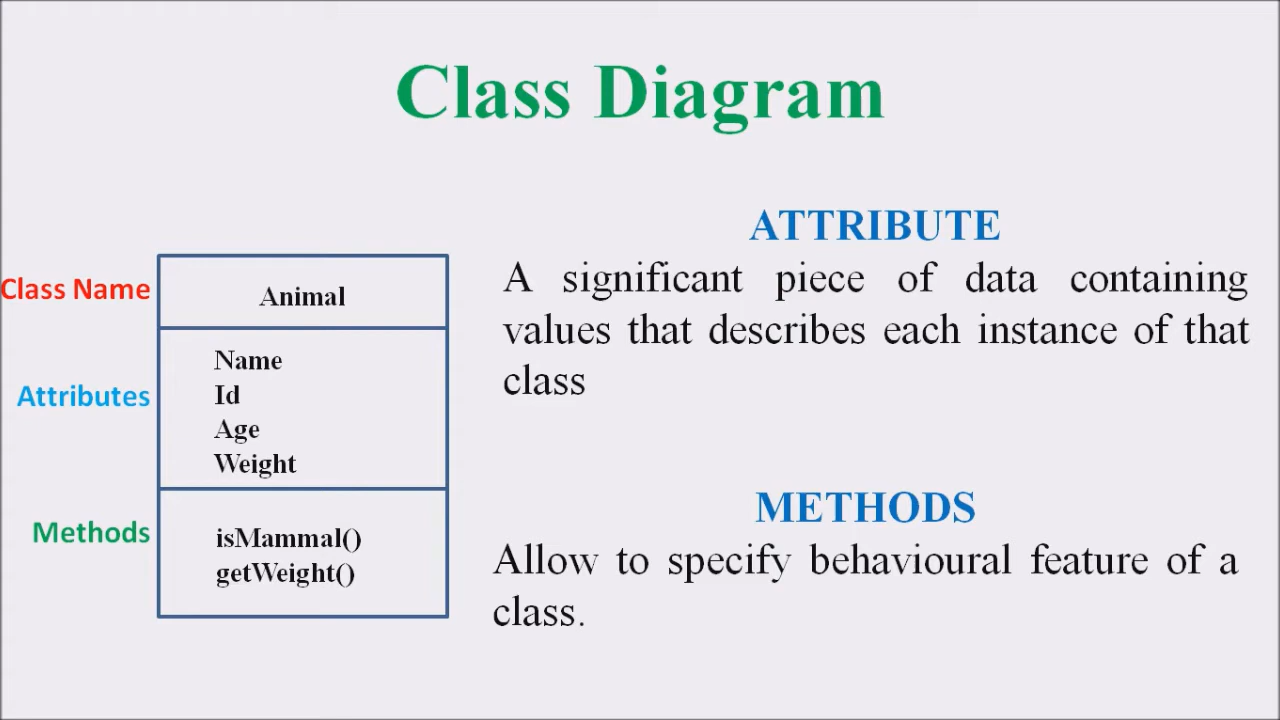 Class Diagram
Class Name
Animal
Attributes
Name
Id
Age
Weight
Methods
isMammal()
getWeight()
ATTRIBUTE
A significant piece of data containing
values that describes each instance of that
class
METHODS
Allow to specify behavioural feature of a
class.